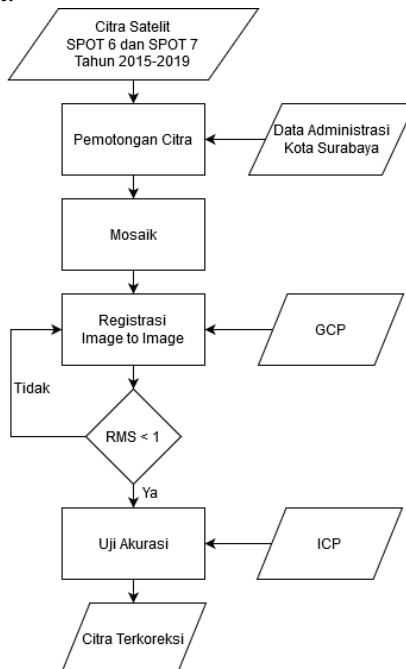 Citra Satelit
SPOT 6 dan SPOT 7
Tahun 2015-2019
Pemotongan Citra
Data Administrasi
Kota Surabaya
Mosaik
Registrasi
Image to Image
GCP
Tidak
RMS < 1
Ya
Uji Akurasi
ICP
Citra Terkoreksi